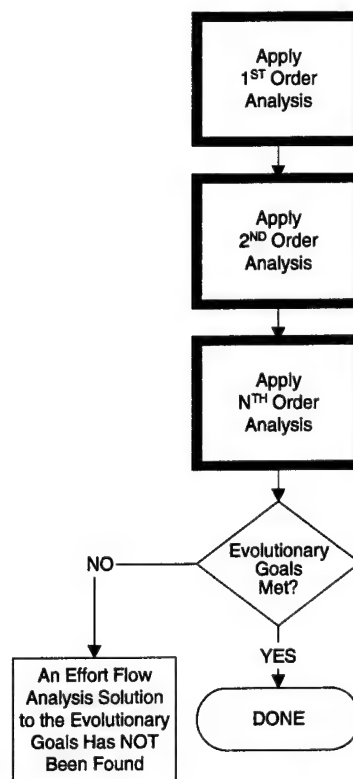 Apply
1ST Order
Analysis
Apply
2ND Order
Analysis
Apply
NTH Order
Analysis
Evolutionary
Goals
Met?
NO
YES
An Effort Flow
Analysis Solution
to the Evolutionary
Goals Has NOT
Been Found
DONE